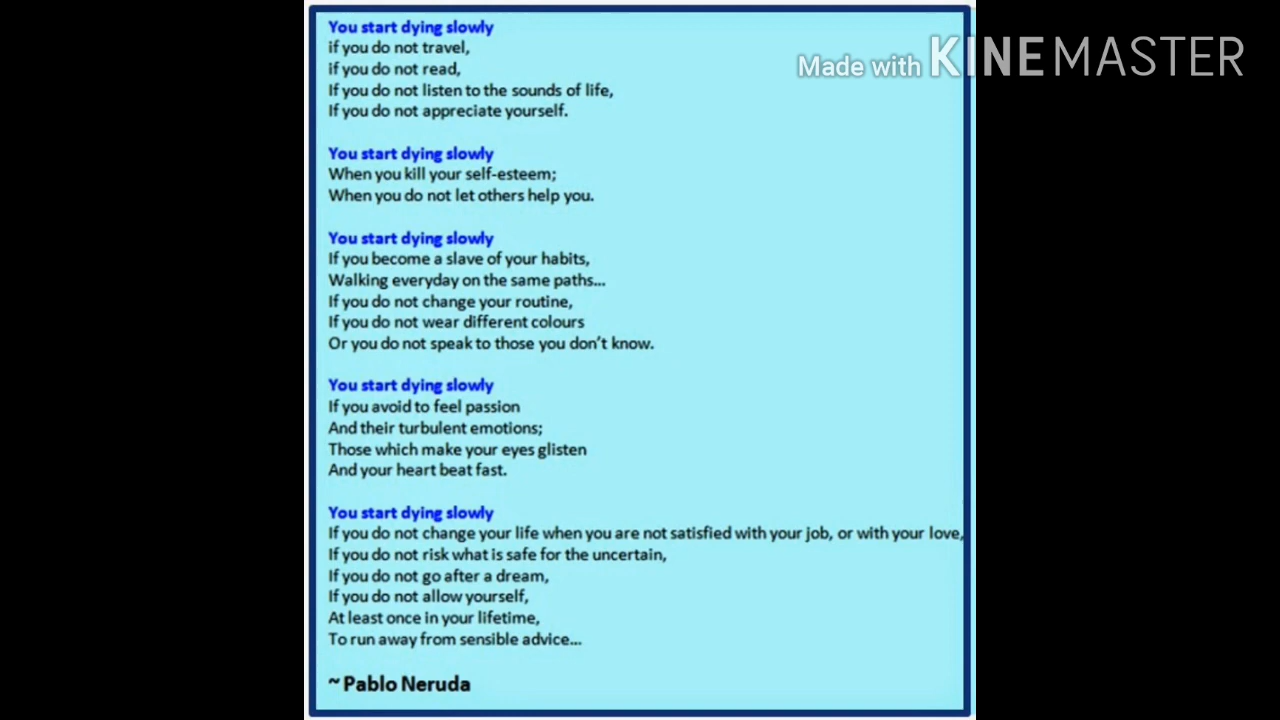 Made with KINEMASTER
You start dying slowly
if you do not travel,
if you do not read,
If you do not listen to the sounds of life,
If you do not appreciate yourself.
You start dying slowly
When you kill your self-esteem;
When you do not let others help you.
You start dying slowly
If you become a slave of your habits,
Walking everyday on the same paths...
If you do not change your routine,
If you do not wear different colours
Or you do not speak to those you don't know.
You start dying slowly
If you avoid to feel passion
And their turbulent emotions;
Those which make your eyes glisten
And your heart beat fast.
You start dying slowly
If you do not change your life when you are not satisfied with your job, or with your love,
If you do not risk what is safe for the uncertain,
If you do not go after a dream,
If you do not allow yourself,
At least once in your lifetime,
To run away from sensible advice...
~ Pablo Neruda